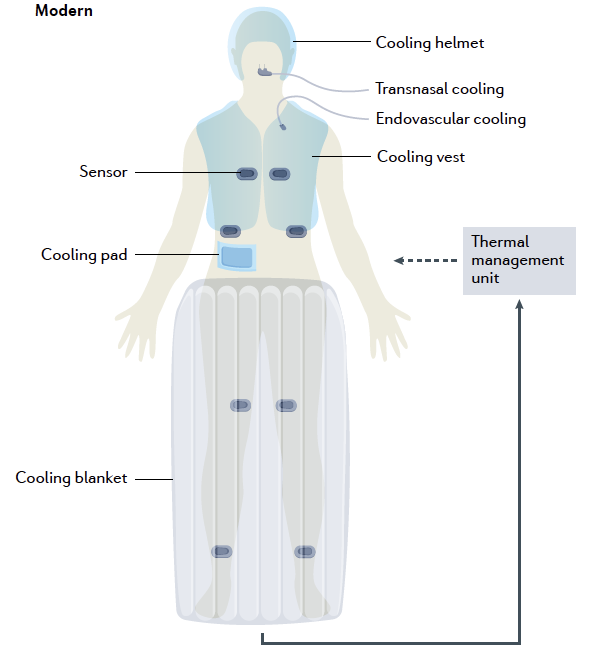 Modern
Cooling helmet
Transnasal cooling
Endovascular cooling
Cooling vest
Sensor
Cooling pad
Thermal
management
unit
Cooling blanket